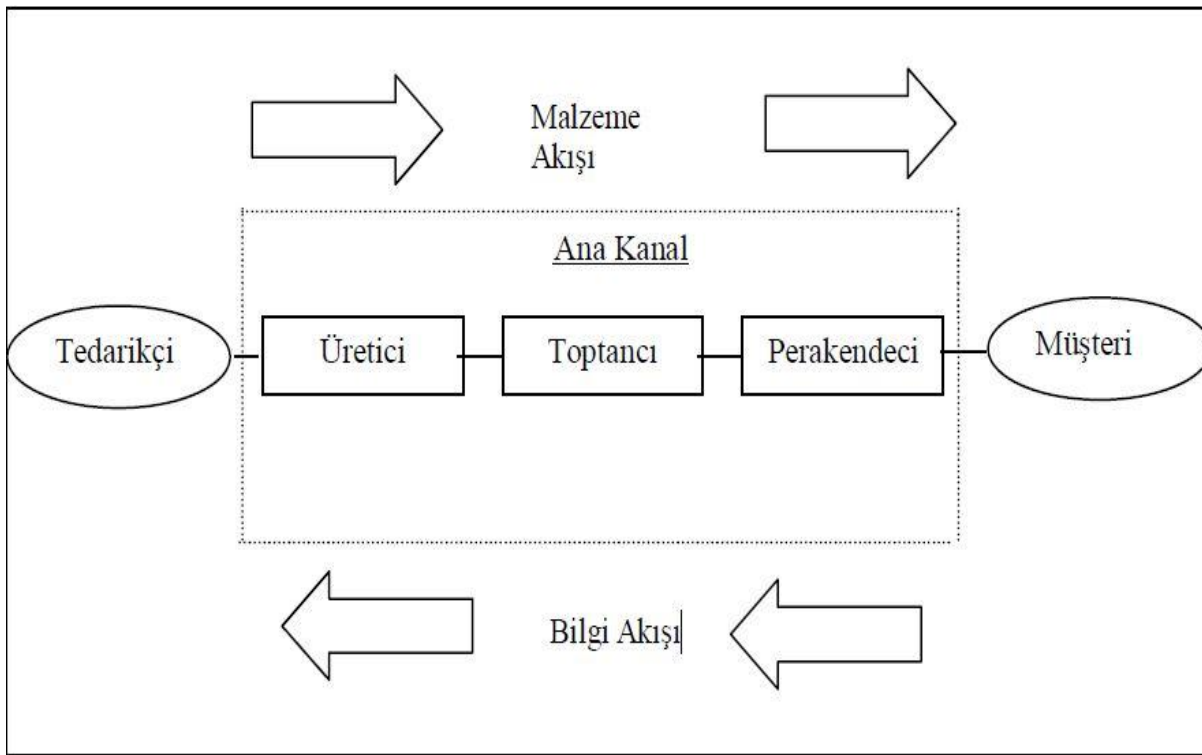 Malzeme
Akışı
Ana Kanal
Tedarikçi
Üretici
Toptancı
Perakendeci
Müşteri
Bilgi Akışı